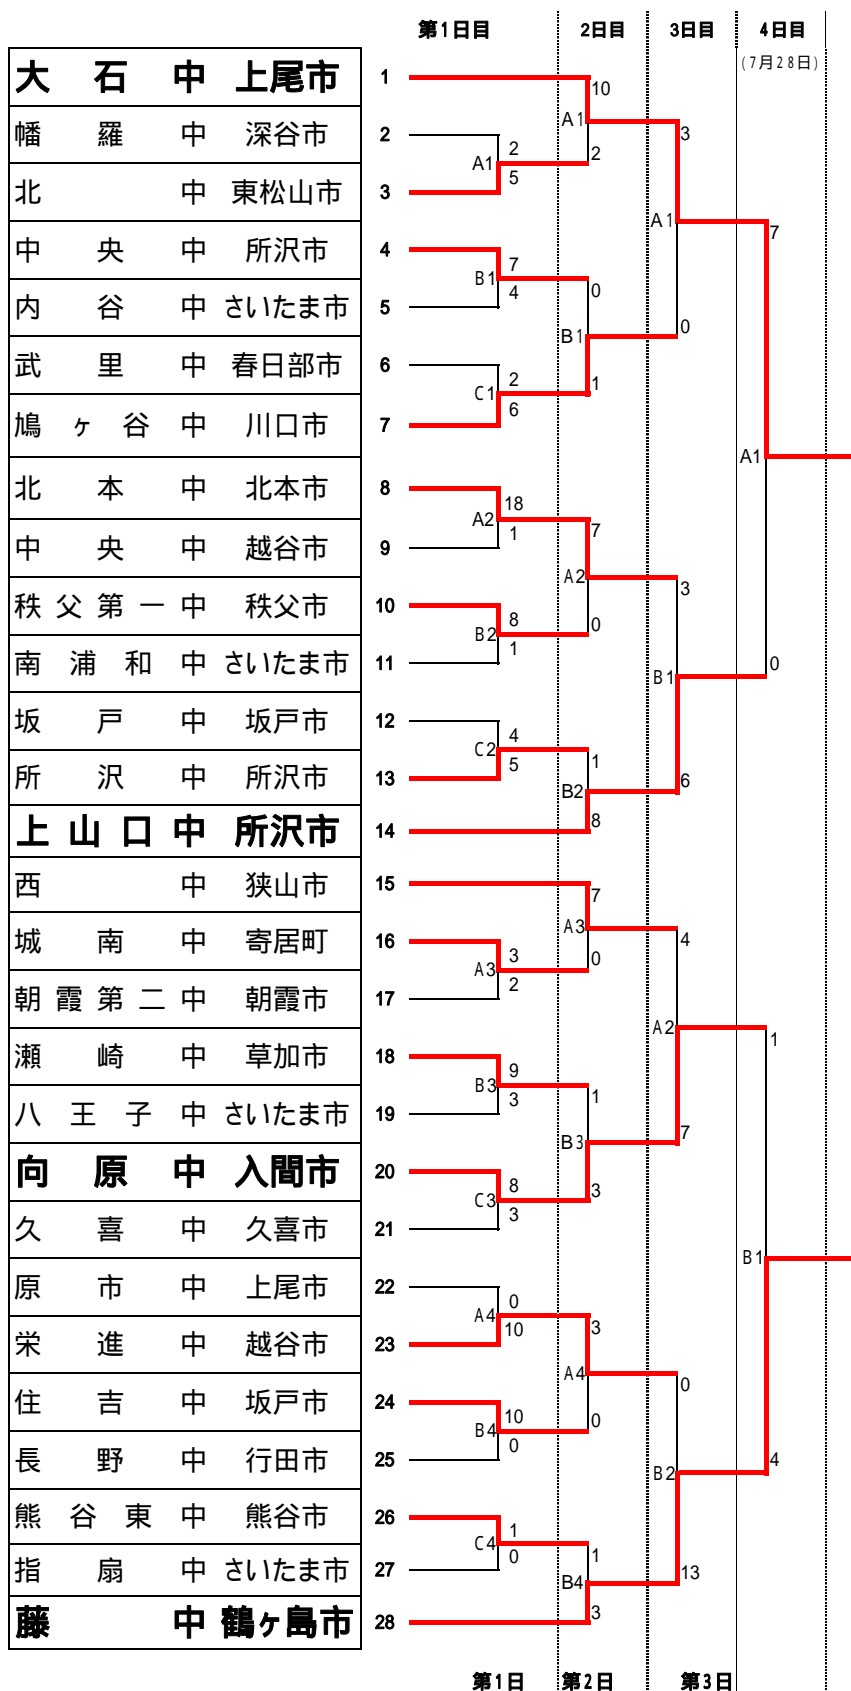 第1日目 2日目 3日目 4日目
(7月28日)
大石中 上尾市 1
幡羅中 深谷市 2
北中 東松山市 3
中央中 所沢市 4
内谷中 さいたま市 5
武里中 春日部市 6
鳩ヶ谷中 川口市 7
北本中 北本市 8
中央中 越谷市 9
秩父第一中 秩父市 10
南浦和中 さいたま市 11
坂戸中 坂戸市 12
所沢中 所沢市 13
上山口中 所沢市 14
西中 狭山市 15
城南中 寄居町 16
朝霞第二中 朝霞市 17
瀬崎中 草加市 18
八王子中 さいたま市 19
向原中 入間市 20
久喜中 久喜市 21
原市中 上尾市 22
栄進中 越谷市 23
住吉中 坂戸市 24
長野中 行田市 25
熊谷東中 熊谷市 26
指扇中 さいたま市 27
藤中 鶴ヶ島市 28
A1 2 5
B1 7 4
C1 2 6
A2 18 1
B2 8 1
C2 4 5
A3 3 2
B3 9 3
C3 8 3
A4 0 10
B4 10 0
C4 1 0
A1 10 2
B1 0 1
A2 7 0
B2 1 8
A3 7 0
B3 1 3
A4 3 0
B4 1 3
A1 3 0
B1 3 6
A2 4 7
B2 0 13
A1 7 0
B1 1 4
第1日 第2日 第3日